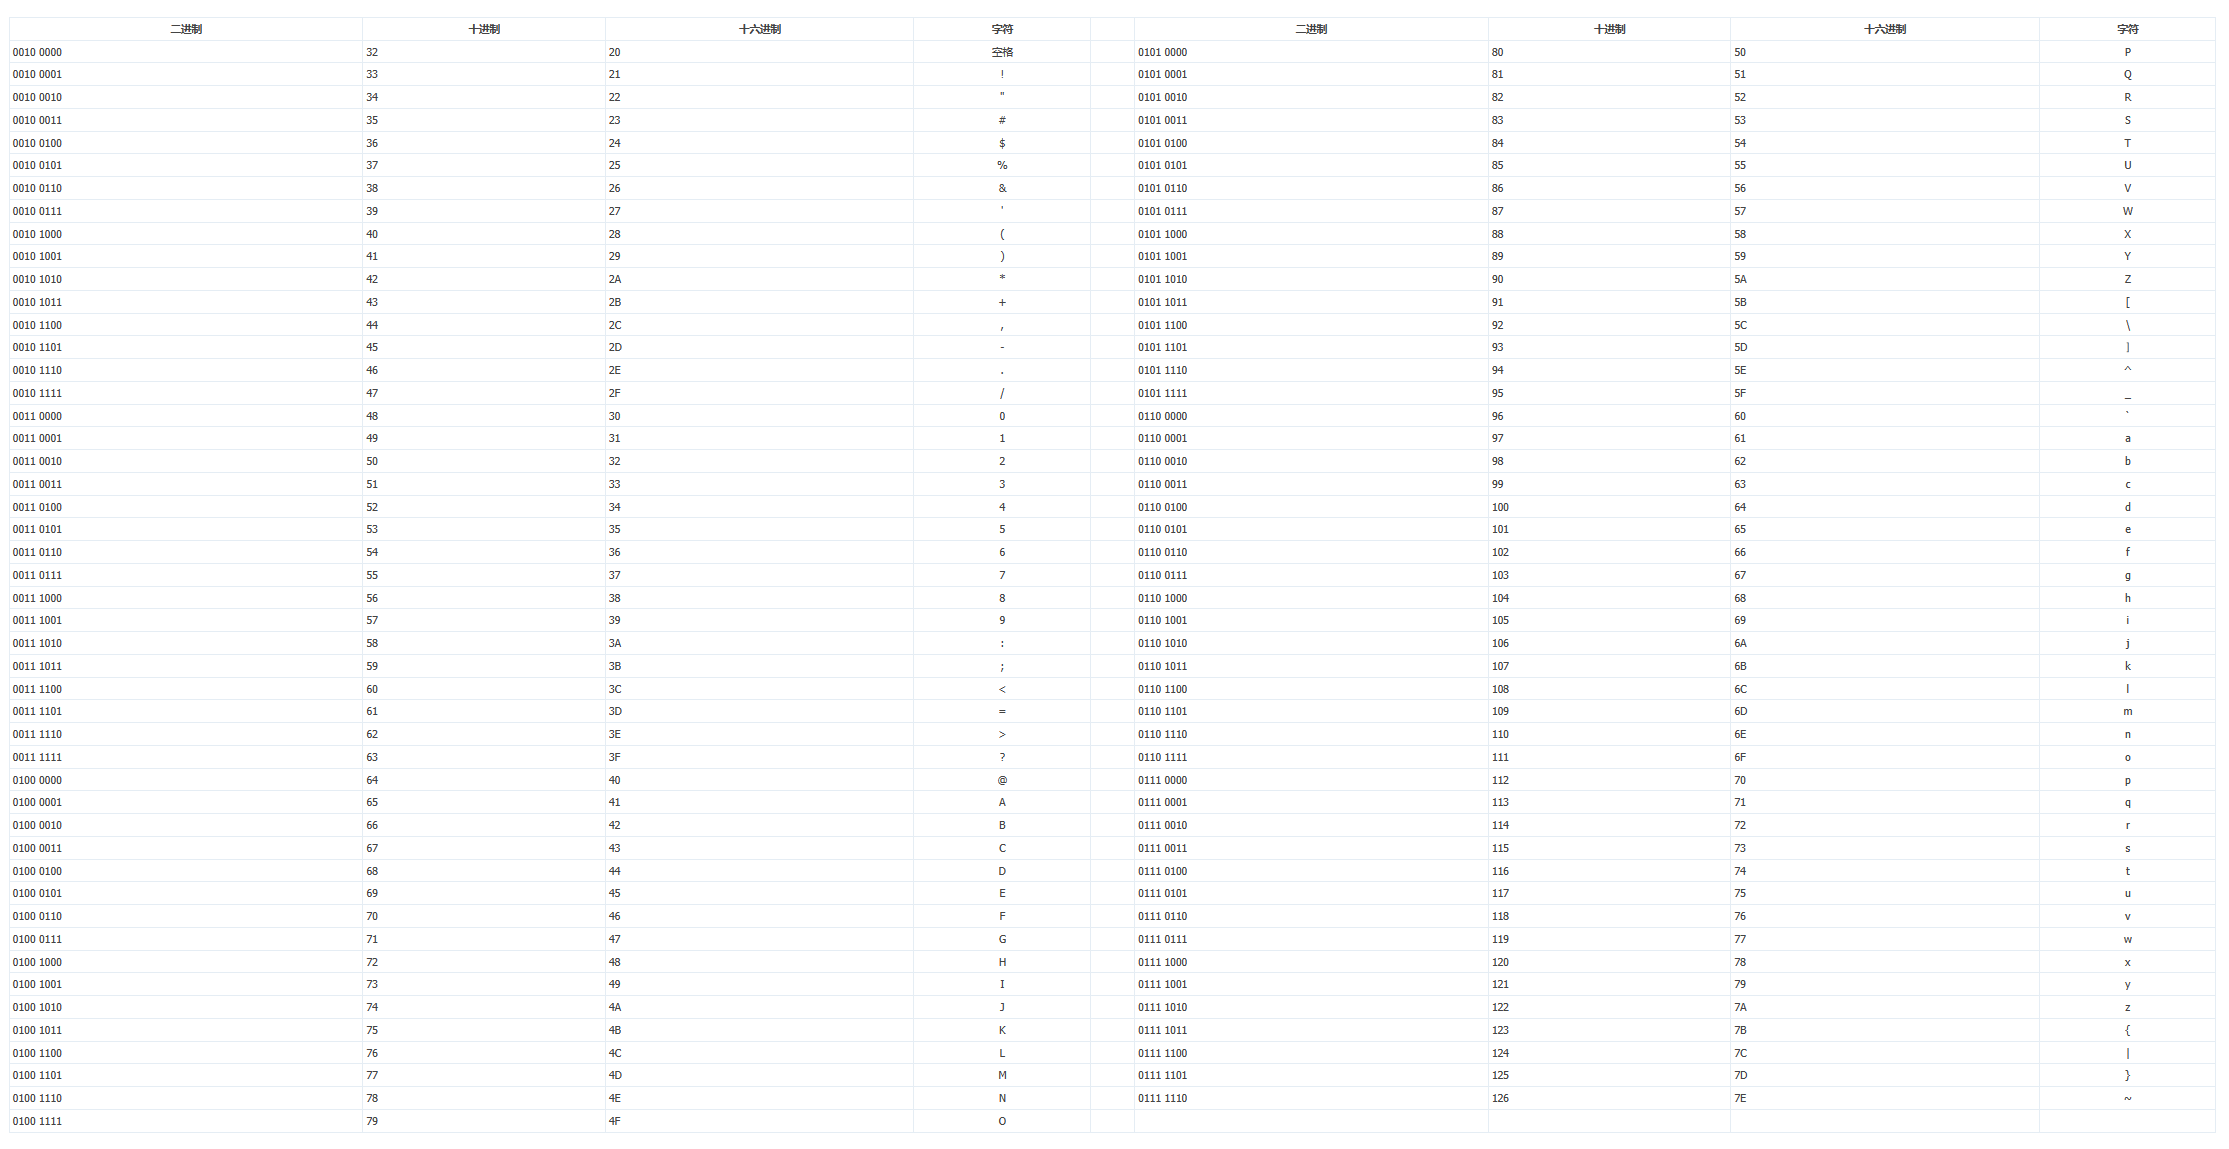 二进制 十进制 十六进制 字符 二进制 十进制 十六进制 字符
0010 0000 32 20 空格 0101 0000 80 50 P
0010 0001 33 21 ! 0101 0001 81 51 Q
0010 0010 34 22 " 0101 0010 82 52 R
0010 0011 35 23 # 0101 0011 83 53 S
0010 0100 36 24 $ 0101 0100 84 54 T
0010 0101 37 25 % 0101 0101 85 55 U
0010 0110 38 26 & 0101 0110 86 56 V
0010 0111 39 27 ' 0101 0111 87 57 W
0010 1000 40 28 ( 0101 1000 88 58 X
0010 1001 41 29 ) 0101 1001 89 59 Y
0010 1010 42 2A * 0101 1010 90 5A Z
0010 1011 43 2B + 0101 1011 91 5B [
0010 1100 44 2C , 0101 1100 92 5C \
0010 1101 45 2D - 0101 1101 93 5D ]
0010 1110 46 2E . 0101 1110 94 5E ^
0010 1111 47 2F / 0101 1111 95 5F _
0011 0000 48 30 0 0110 0000 96 60 `
0011 0001 49 31 1 0110 0001 97 61 a
0011 0010 50 32 2 0110 0010 98 62 b
0011 0011 51 33 3 0110 0011 99 63 c
0011 0100 52 34 4 0110 0100 100 64 d
0011 0101 53 35 5 0110 0101 101 65 e
0011 0110 54 36 6 0110 0110 102 66 f
0011 0111 55 37 7 0110 0111 103 67 g
0011 1000 56 38 8 0110 1000 104 68 h
0011 1001 57 39 9 0110 1001 105 69 i
0011 1010 58 3A : 0110 1010 106 6A j
0011 1011 59 3B ; 0110 1011 107 6B k
0011 1100 60 3C < 0110 1100 108 6C l
0011 1101 61 3D = 0110 1101 109 6D m
0011 1110 62 3E > 0110 1110 110 6E n
0011 1111 63 3F ? 0110 1111 111 6F o
0100 0000 64 40 @ 0111 0000 112 70 p
0100 0001 65 41 A 0111 0001 113 71 q
0100 0010 66 42 B 0111 0010 114 72 r
0100 0011 67 43 C 0111 0011 115 73 s
0100 0100 68 44 D 0111 0100 116 74 t
0100 0101 69 45 E 0111 0101 117 75 u
0100 0110 70 46 F 0111 0110 118 76 v
0100 0111 71 47 G 0111 0111 119 77 w
0100 1000 72 48 H 0111 1000 120 78 x
0100 1001 73 49 I 0111 1001 121 79 y
0100 1010 74 4A J 0111 1010 122 7A z
0100 1011 75 4B K 0111 1011 123 7B {
0100 1100 76 4C L 0111 1100 124 7C |
0100 1101 77 4D M 0111 1101 125 7D }
0100 1110 78 4E N 0111 1110 126 7E ~
0100 1111 79 4F O